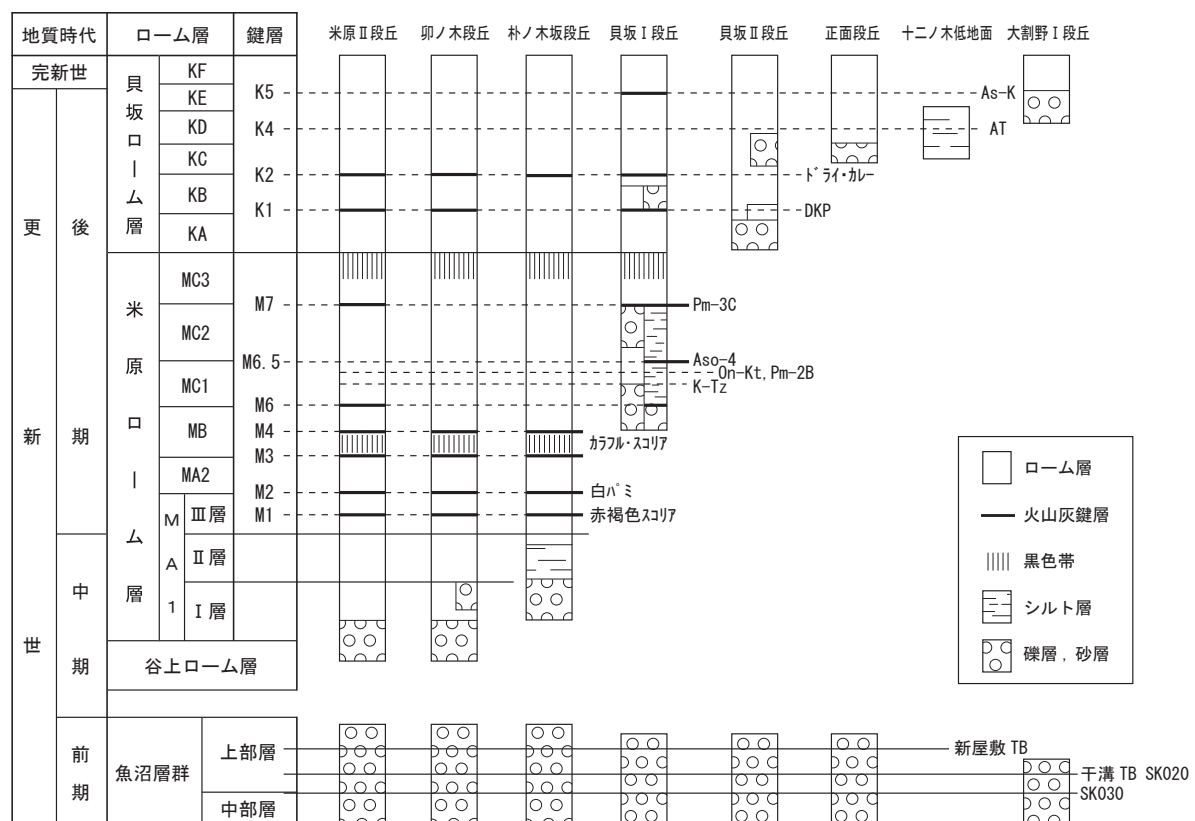 地質時代 ローム層 鍵層 米原Ⅱ段丘 卯ノ木段丘 朴ノ木坂段丘 貝坂Ⅰ段丘 貝坂Ⅱ段丘 正面段丘 十二ノ木低地面 大割野Ⅰ段丘
完新世
更新世
後期
中期
前期
貝坂ローム層
KF
KE
KD
KC
KB
KA
米原ローム層
MC3
MC2
MC1
MB
MA2
MA1
Ⅲ層
Ⅱ層
Ⅰ層
谷上ローム層
魚沼層群
上部層
中部層
K5
K4
K2
K1
M7
M6.5
M6
M4
M3
M2
M1
As-K
AT
ドライ・カレー
DKP
Pm-3C
Aso-4
On-Kt,Pm-2B
K-Tz
カラフル・スコリア
白パミ
赤褐色スコリア
新屋敷 TB
干溝 TB SK020
SK030
ローム層
火山灰鍵層
黒色帯
シルト層
礫層，砂層